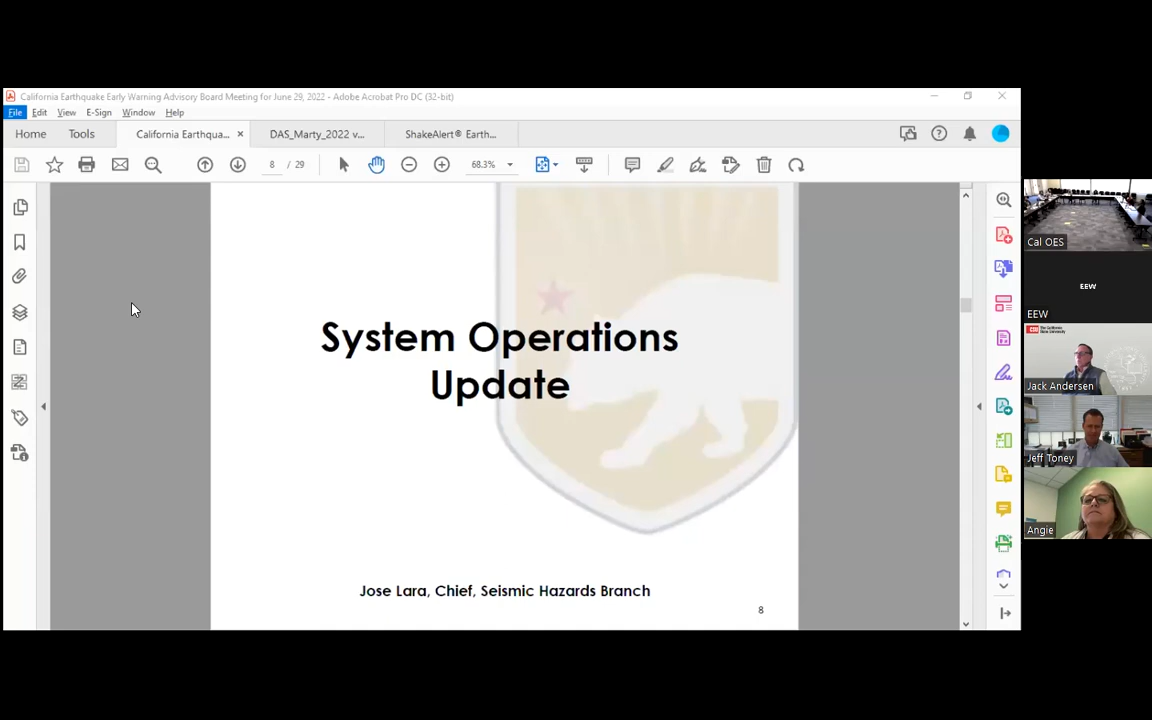 California Earthquake Early Warning Advisory Board Meeting for June 29, 2022 - Adobe Acrobat Pro DC (32-bit)
File Edit View E-Sign Window Help
Home Tools California Earthqua... × DAS_Marty_2022 v... ShakeAlert® Earth...
8 / 29 68.3%
System Operations
Update
Jose Lara, Chief, Seismic Hazards Branch
8
Cal OES
EEW
EEW
Jack Andersen
Jeff Toney
Angie